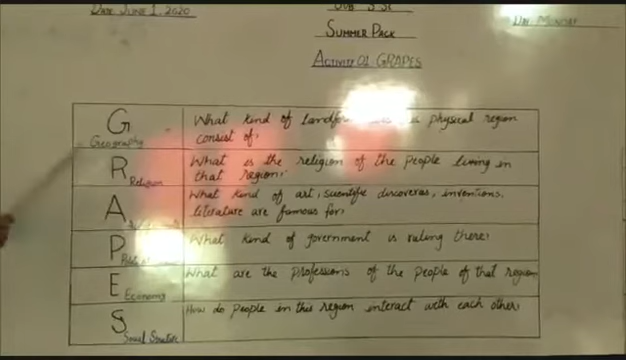 Date June 1, 2020
Sub S.St
Day Monday
Summer Pack
Activity 01 GRAPES
G
Geography
What kind of landform a physical region
consist of.
R
Religion
What is the religion of the people living in
that region.
A
What kind of art, scientific discoveries, inventions,
literature are famous for.
P
What kind of government is ruling there.
E
Economy
What are the professions of the people of that region
S
Social Structure
How do people in this region interact with each other.